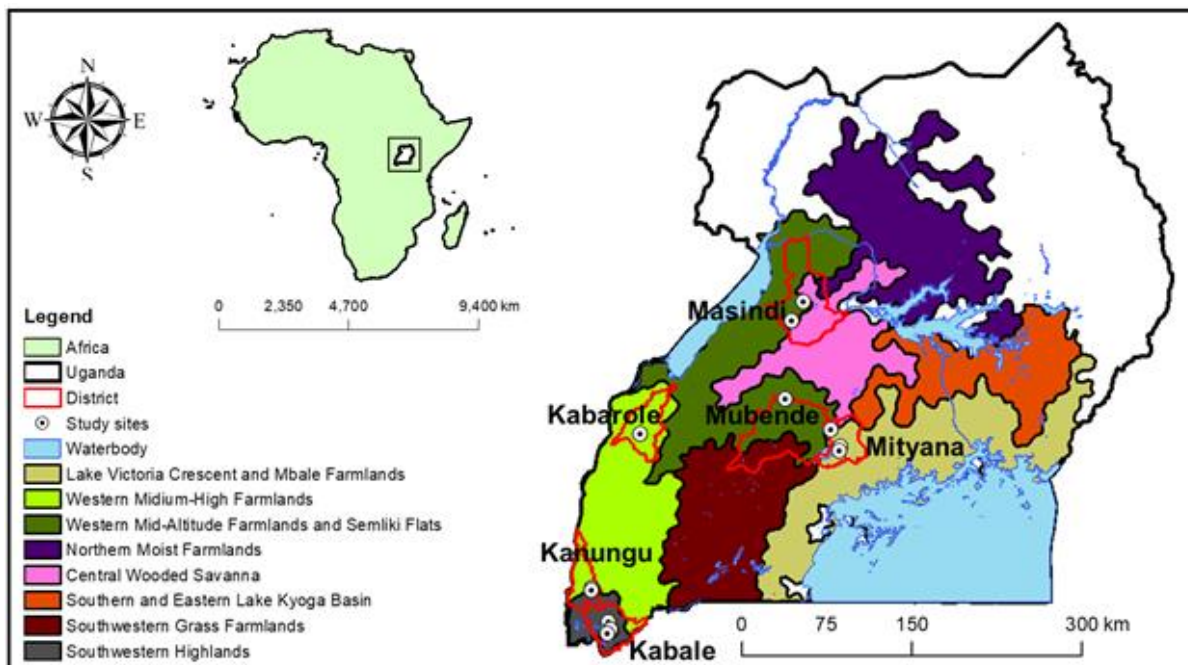 N
W E
S
0 2,350 4,700 9,400 km
Legend
Africa
Uganda
District
Study sites
Waterbody
Lake Victoria Crescent and Mbale Farmlands
Western Midium-High Farmlands
Western Mid-Altitude Farmlands and Semliki Flats
Northern Moist Farmlands
Central Wooded Savanna
Southern and Eastern Lake Kyoga Basin
Southwestern Grass Farmlands
Southwestern Highlands
Masindi
Kabarole
Mubende
Mityana
Kanungu
Kabale
0 75 150 300 km